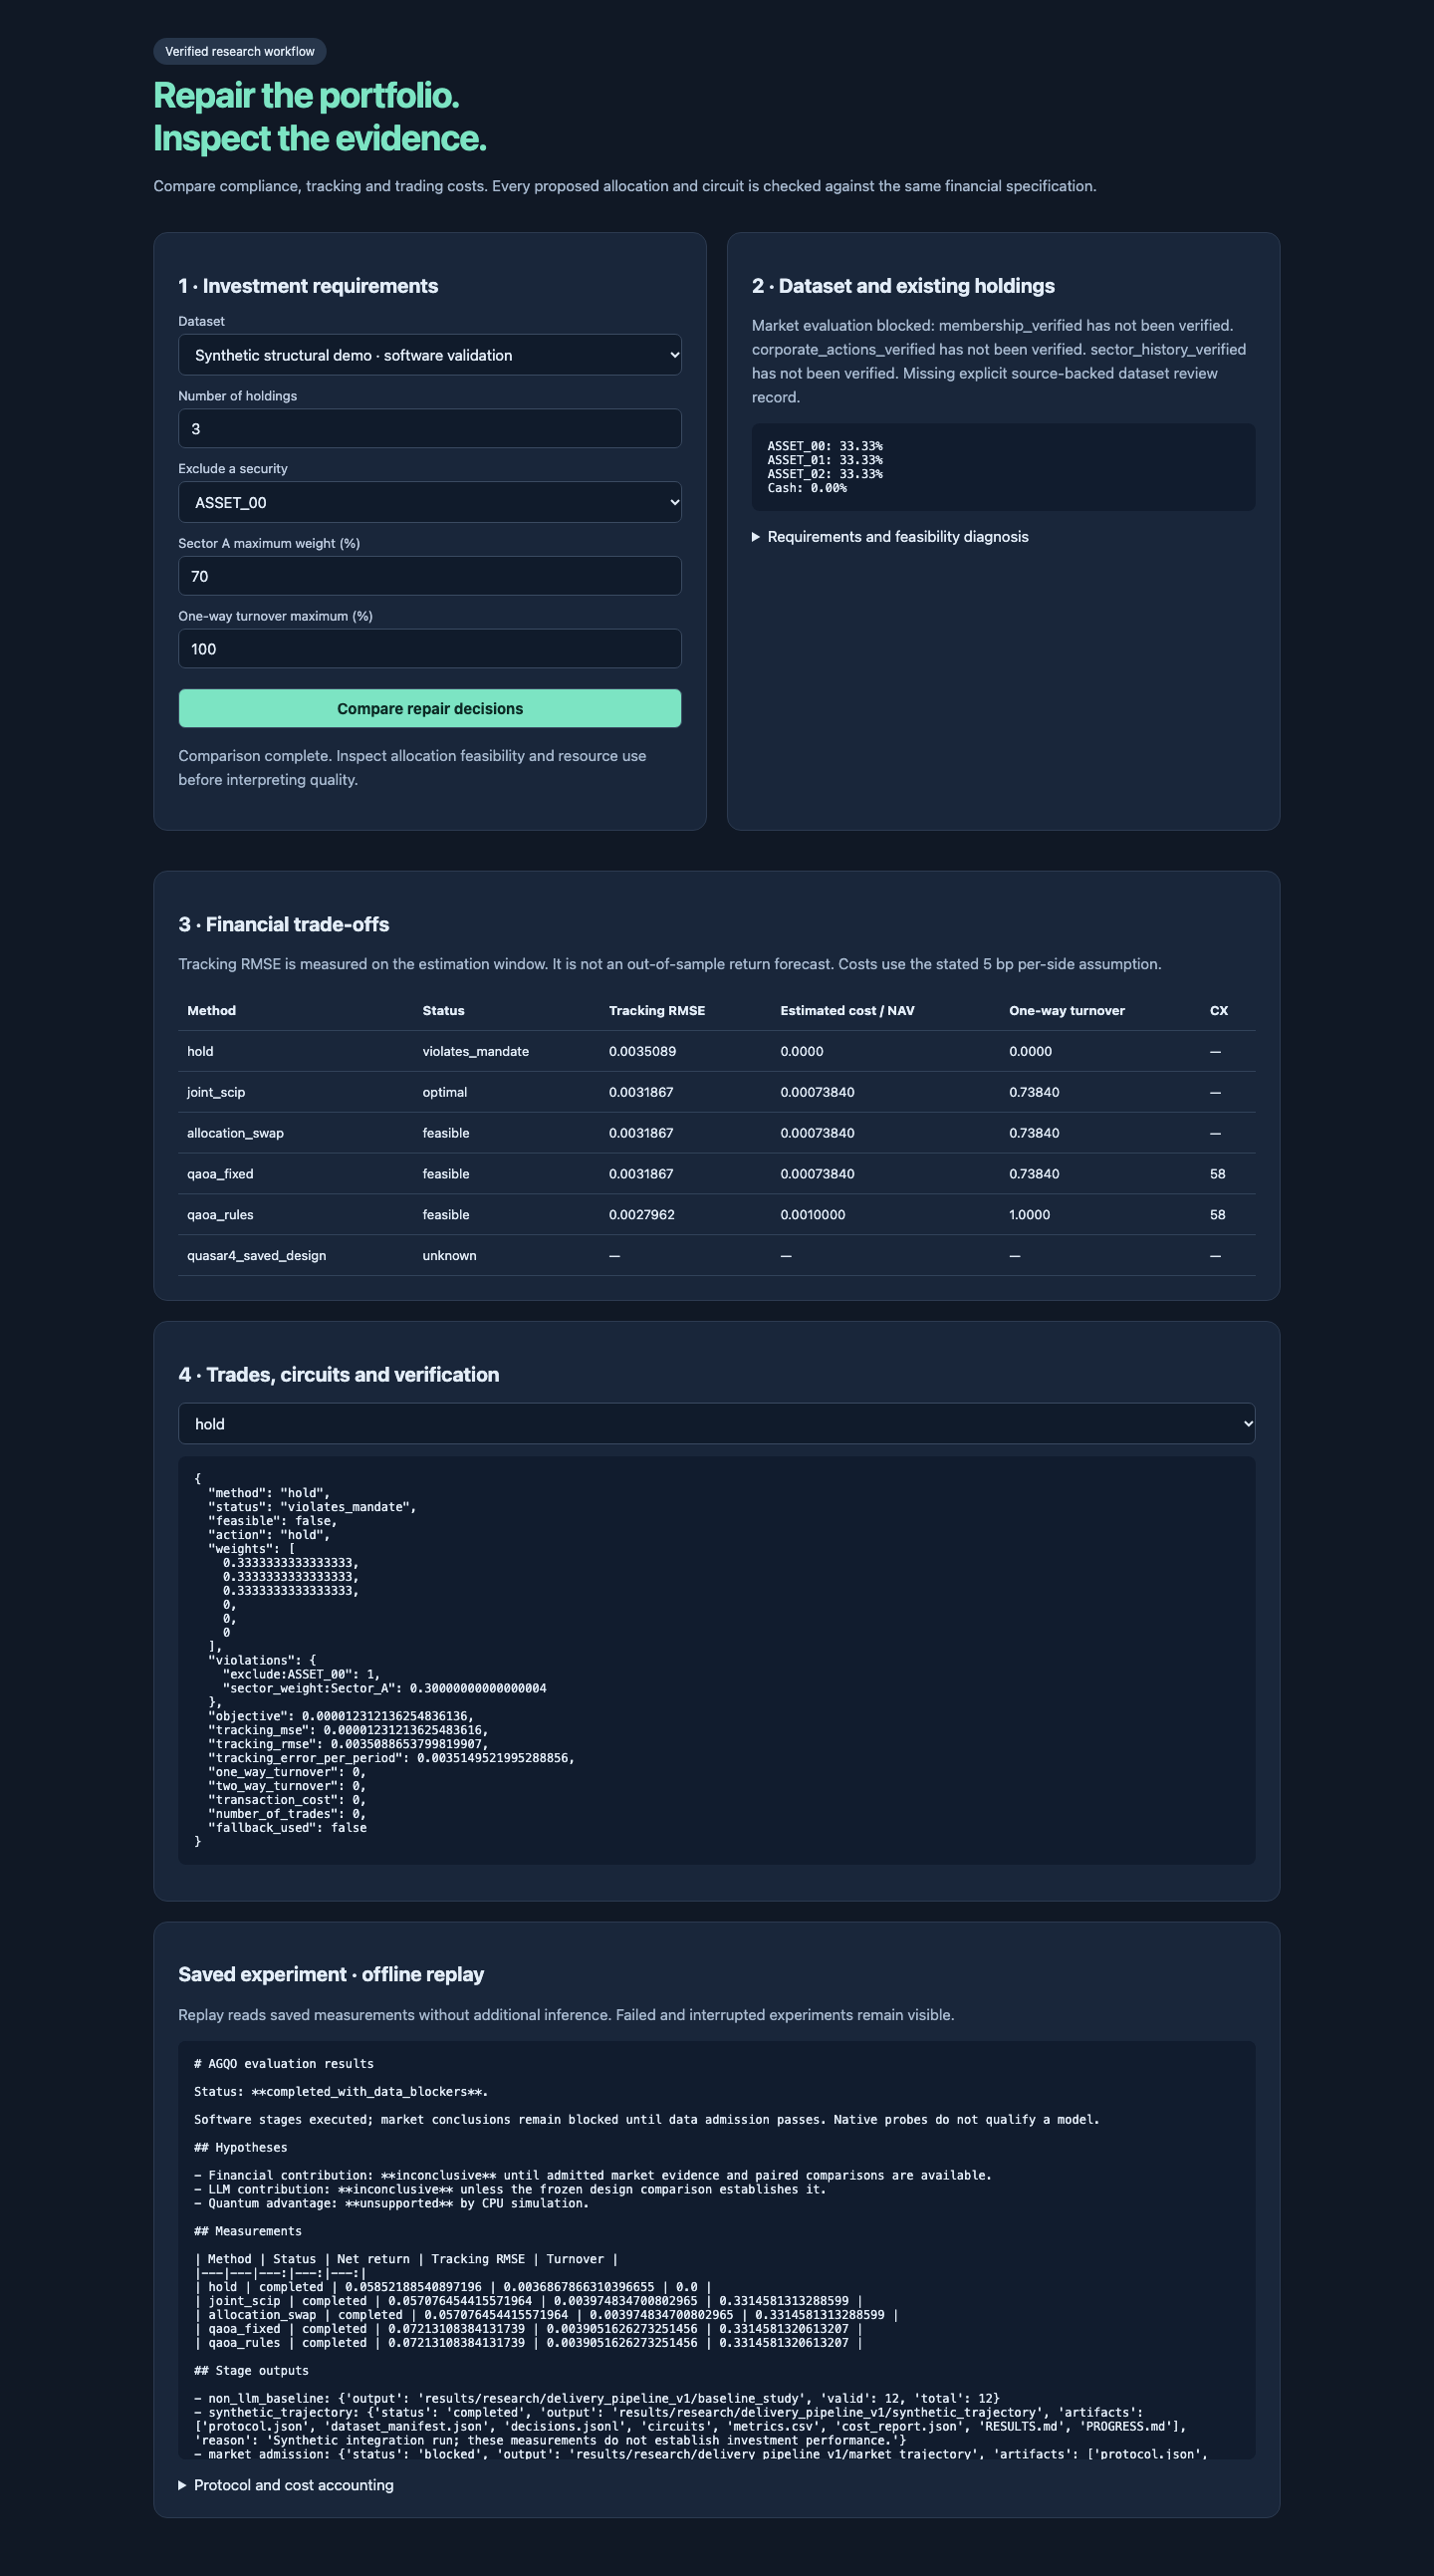 Verified research workflow
Repair the portfolio.
Inspect the evidence.
Compare compliance, tracking and trading costs. Every proposed allocation and circuit is checked against the same financial specification.
1 · Investment requirements
Dataset
Synthetic structural demo · software validation
Number of holdings
3
Exclude a security
ASSET_00
Sector A maximum weight (%)
70
One-way turnover maximum (%)
100
Compare repair decisions
Comparison complete. Inspect allocation feasibility and resource use
before interpreting quality.
2 · Dataset and existing holdings
Market evaluation blocked: membership_verified has not been verified.
corporate_actions_verified has not been verified. sector_history_verified
has not been verified. Missing explicit source-backed dataset review
record.
ASSET_00: 33.33%
ASSET_01: 33.33%
ASSET_02: 33.33%
Cash: 0.00%
▶ Requirements and feasibility diagnosis
3 · Financial trade-offs
Tracking RMSE is measured on the estimation window. It is not an out-of-sample return forecast. Costs use the stated 5 bp per-side assumption.
Method Status Tracking RMSE Estimated cost / NAV One-way turnover CX
hold violates_mandate 0.0035089 0.0000 0.0000 —
joint_scip optimal 0.0031867 0.00073840 0.73840 —
allocation_swap feasible 0.0031867 0.00073840 0.73840 —
qaoa_fixed feasible 0.0031867 0.00073840 0.73840 58
qaoa_rules feasible 0.0027962 0.0010000 1.0000 58
quasar4_saved_design unknown — — — —
4 · Trades, circuits and verification
hold
{
"method": "hold",
"status": "violates_mandate",
"feasible": false,
"action": "hold",
"weights": [
0.3333333333333333,
0.3333333333333333,
0.3333333333333333,
0,
0,
0
],
"violations": {
"exclude:ASSET_00": 1,
"sector_weight:Sector_A": 0.30000000000000004
},
"objective": 0.000012312136254836136,
"tracking_mse": 0.00001231213625483616,
"tracking_rmse": 0.0035088653799819907,
"tracking_error_per_period": 0.0035149521995288856,
"one_way_turnover": 0,
"two_way_turnover": 0,
"transaction_cost": 0,
"number_of_trades": 0,
"fallback_used": false
}
Saved experiment · offline replay
Replay reads saved measurements without additional inference. Failed and interrupted experiments remain visible.
# AGQO evaluation results
Status: **completed_with_data_blockers**.
Software stages executed; market conclusions remain blocked until data admission passes. Native probes do not qualify a model.
## Hypotheses
- Financial contribution: **inconclusive** until admitted market evidence and paired comparisons are available.
- LLM contribution: **inconclusive** unless the frozen design comparison establishes it.
- Quantum advantage: **unsupported** by CPU simulation.
## Measurements
| Method | Status | Net return | Tracking RMSE | Turnover |
|---|---|---:|---:|---:|
| hold | completed | 0.05852188540897196 | 0.0036867866310396655 | 0.0 |
| joint_scip | completed | 0.057076454415571964 | 0.003974834700802965 | 0.3314581313288599 |
| allocation_swap | completed | 0.057076454415571964 | 0.003974834700802965 | 0.3314581313288599 |
| qaoa_fixed | completed | 0.07213108384131739 | 0.0039051626273251456 | 0.3314581320613207 |
| qaoa_rules | completed | 0.07213108384131739 | 0.0039051626273251456 | 0.3314581320613207 |
## Stage outputs
- non_llm_baseline: {'output': 'results/research/delivery_pipeline_v1/baseline_study', 'valid': 12, 'total': 12}
- synthetic_trajectory: {'status': 'completed', 'output': 'results/research/delivery_pipeline_v1/synthetic_trajectory', 'artifacts':
['protocol.json', 'dataset_manifest.json', 'decisions.jsonl', 'circuits', 'metrics.csv', 'cost_report.json', 'RESULTS.md', 'PROGRESS.md'],
'reason': 'Synthetic integration run; these measurements do not establish investment performance.'}
- market_admission: {'status': 'blocked', 'output': 'results/research/delivery_pipeline_v1/market_trajectory', 'artifacts': ['protocol.json',
▶ Protocol and cost accounting